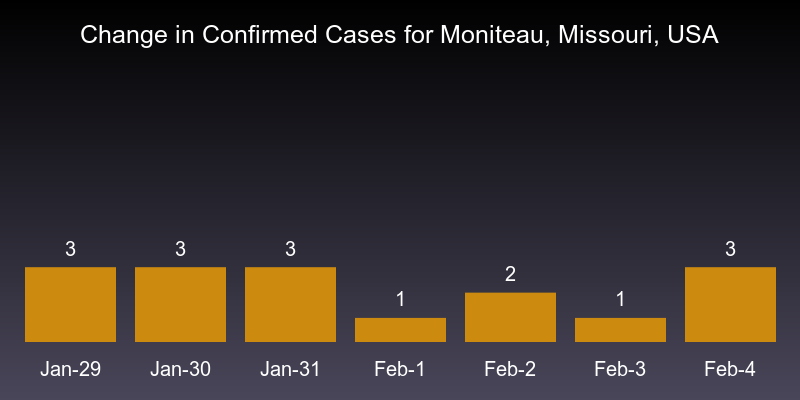 Change in Confirmed Cases for Moniteau, Missouri, USA
3 3 3 1 2 1 3
Jan-29 Jan-30 Jan-31 Feb-1 Feb-2 Feb-3 Feb-4